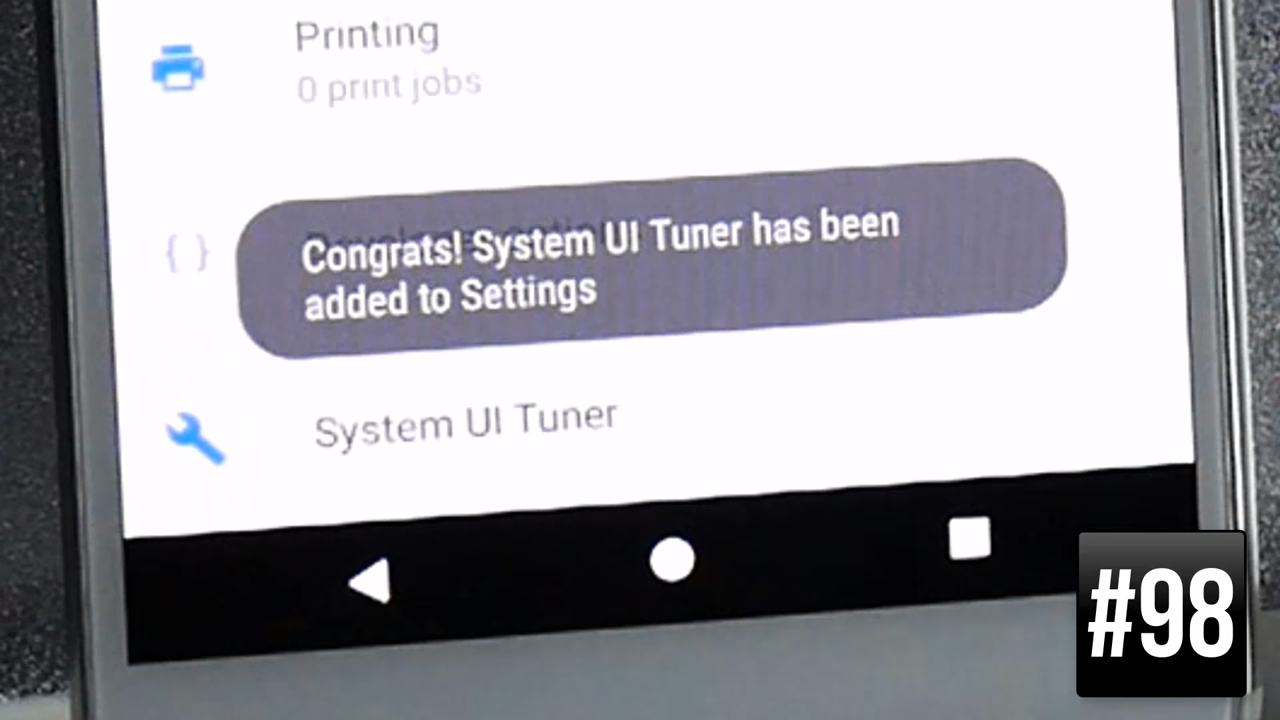 Printing
0 print jobs
Congrats! System UI Tuner has been
added to Settings
System UI Tuner
#98